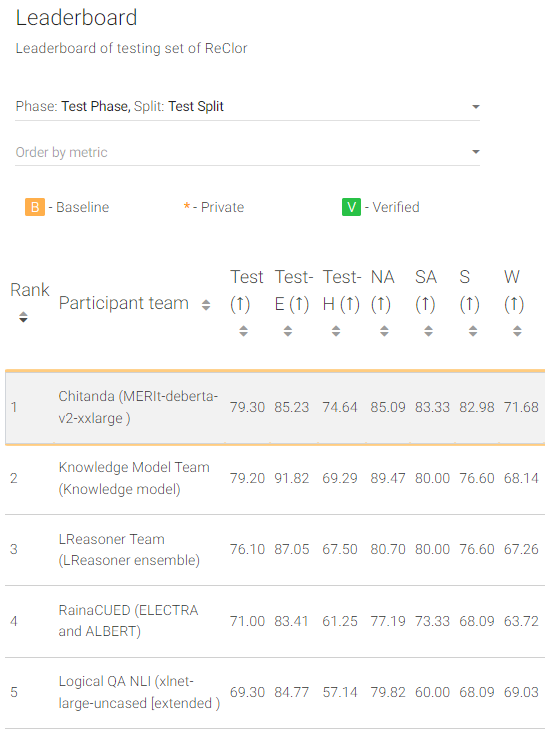 Leaderboard
Leaderboard of testing set of ReClor
Phase: Test Phase, Split: Test Split
Order by metric
B - Baseline * - Private V - Verified
Rank Participant team Test (↑) Test-E (↑) Test-H (↑) NA (↑) SA (↑) S (↑) W (↑)
1 Chitanda (MERIt-deberta-v2-xxlarge ) 79.30 85.23 74.64 85.09 83.33 82.98 71.68
2 Knowledge Model Team (Knowledge model) 79.20 91.82 69.29 89.47 80.00 76.60 68.14
3 LReasoner Team (LReasoner ensemble) 76.10 87.05 67.50 80.70 80.00 76.60 67.26
4 RainaCUED (ELECTRA and ALBERT) 71.00 83.41 61.25 77.19 73.33 68.09 63.72
5 Logical QA NLI (xlnet-large-uncased [extended ) 69.30 84.77 57.14 79.82 60.00 68.09 69.03